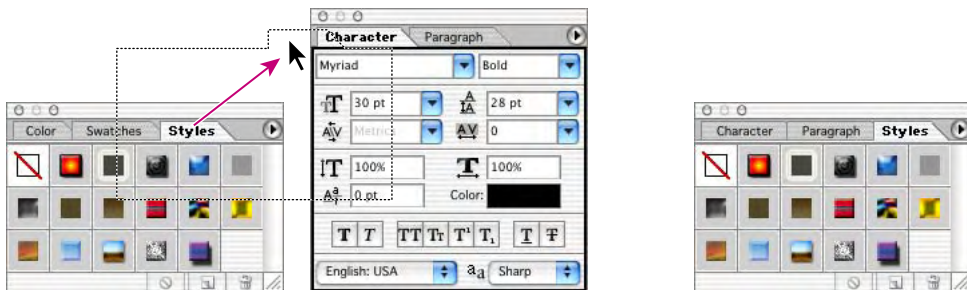 Character Paragraph
Myriad Bold
30 pt 28 pt
Metrics 0
100% 100%
0 pt Color:
T T TT Tr T¹ T₁ T T
English: USA aa Sharp
Color Swatches Styles
Character Paragraph Styles